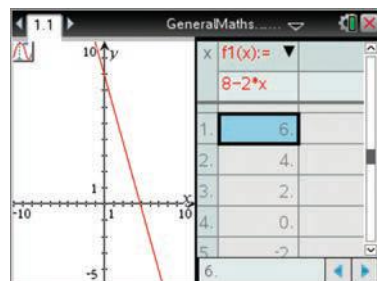 1.1 GeneralMaths......
10 y
1
x
-10 1 10
-5
x f1(x):= ▼
8−2*x
1. 6.
2. 4.
3. 2.
4. 0.
5. -2.
6.